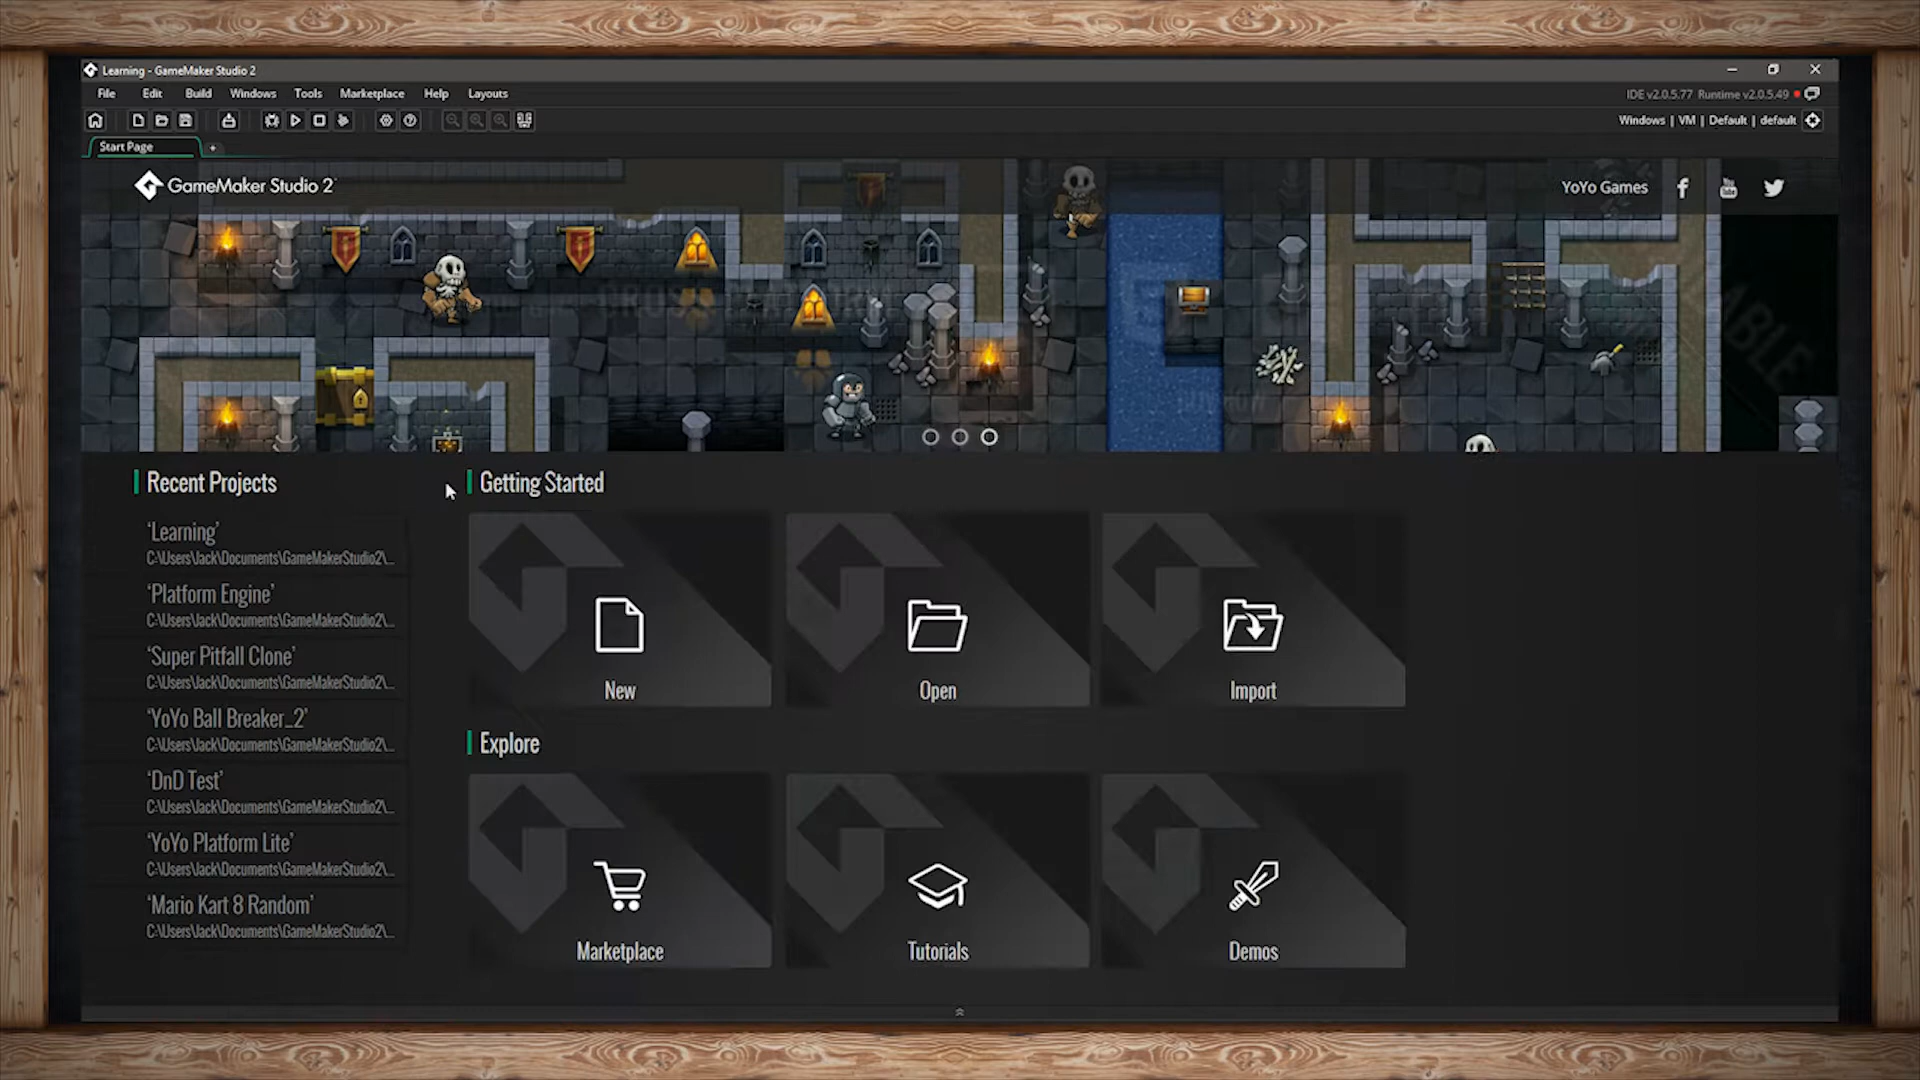 Learning - GameMaker Studio 2
File Edit Build Windows Tools Marketplace Help Layouts
IDE v2.0.5.77 Runtime v2.0.5.49
Windows | VM | Default | default
Start Page +
GameMaker Studio 2
YoYo Games
Recent Projects
'Learning'
C:\Users\Jack\Documents\GameMakerStudio2\...
'Platform Engine'
C:\Users\Jack\Documents\GameMakerStudio2\...
'Super Pitfall Clone'
C:\Users\Jack\Documents\GameMakerStudio2\...
'YoYo Ball Breaker_2'
C:\Users\Jack\Documents\GameMakerStudio2\...
'DnD Test'
C:\Users\Jack\Documents\GameMakerStudio2\...
'YoYo Platform Lite'
C:\Users\Jack\Documents\GameMakerStudio2\...
'Mario Kart 8 Random'
C:\Users\Jack\Documents\GameMakerStudio2\...
Getting Started
New
Open
Import
Explore
Marketplace
Tutorials
Demos